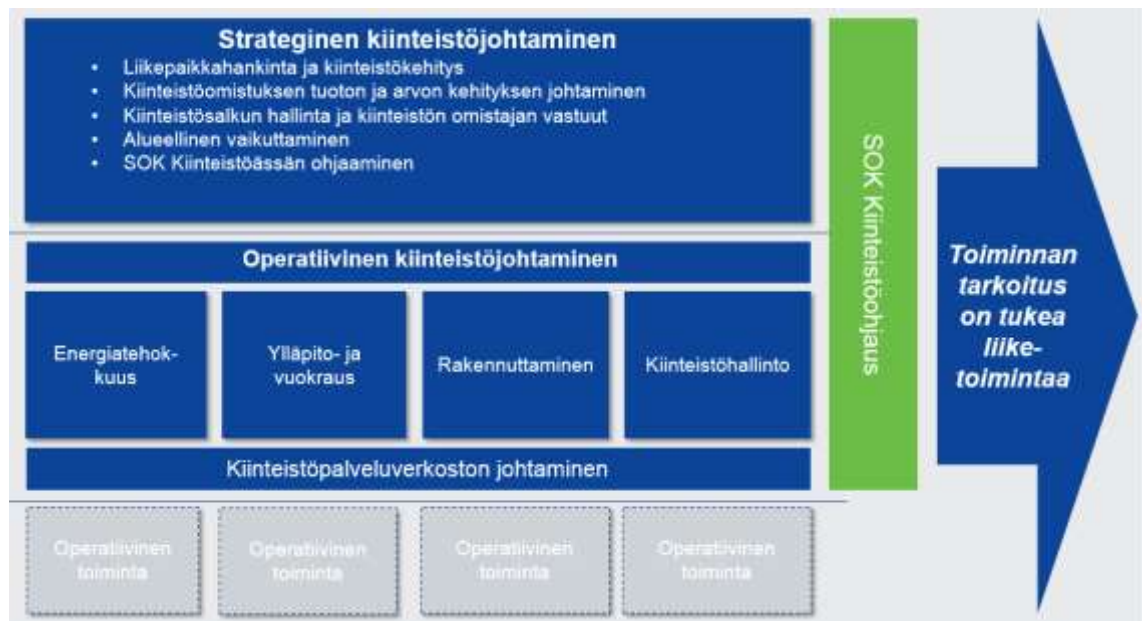 Strateginen kiinteistöjohtaminen
• Liikepaikkahankinta ja kiinteistökehitys
• Kiinteistöomistuksen tuoton ja arvon kehityksen johtaminen
• Kiinteistösalkun hallinta ja kiinteistön omistajan vastuut
• Alueellinen vaikuttaminen
• SOK Kiinteistöässän ohjaaminen
Operatiivinen kiinteistöjohtaminen
Energiatehok-
kuus
Ylläpito- ja
vuokraus
Rakennuttaminen
Kiinteistöhallinto
Kiinteistöpalveluverkoston johtaminen
Operatiivinen
toiminta
Operatiivinen
toiminta
Operatiivinen
toiminta
Operatiivinen
toiminta
SOK Kiinteistöohjaus
Toiminnan
tarkoitus
on tukea
liike-
toimintaa